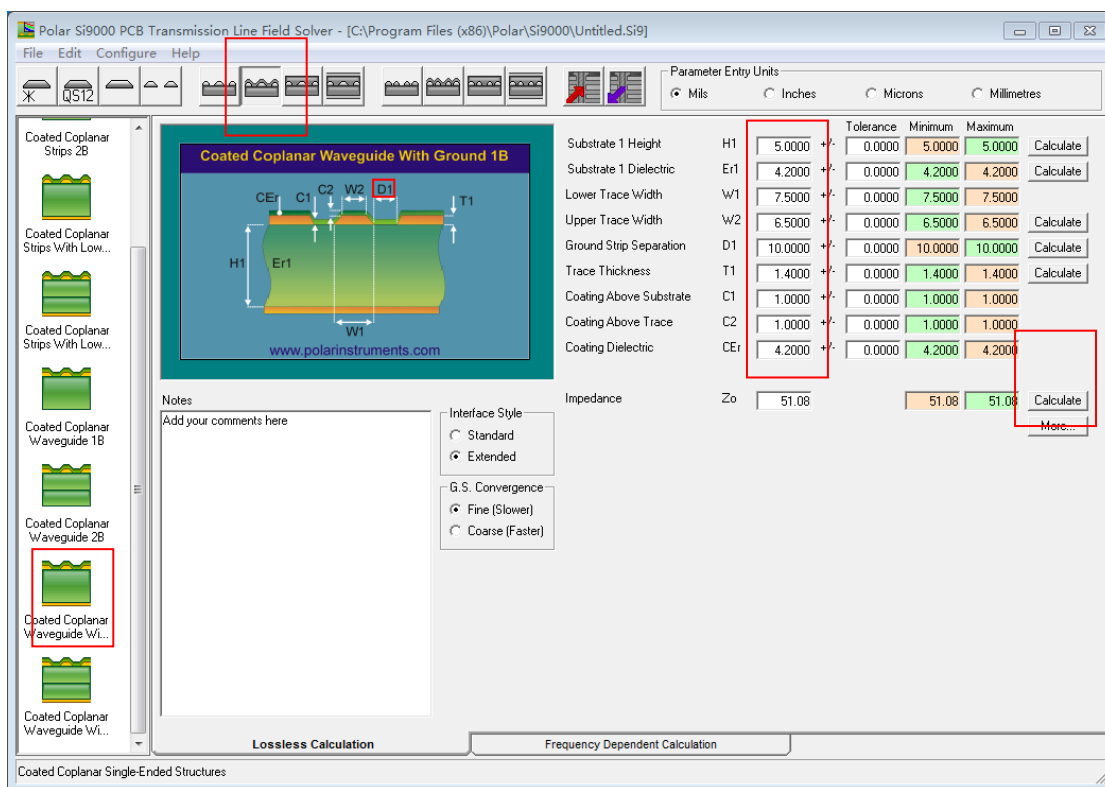 Polar Si9000 PCB Transmission Line Field Solver - [C:\Program Files (x86)\Polar\Si9000\Untitled.Si9]
File Edit Configure Help
QS12
Parameter Entry Units
Mils Inches Microns Millimetres
Coated Coplanar
Strips 2B
Coated Coplanar
Strips With Low...
Coated Coplanar
Strips With Low...
Coated Coplanar
Waveguide 1B
Coated Coplanar
Waveguide 2B
Coated Coplanar
Waveguide Wi...
Coated Coplanar
Waveguide Wi...
Coated Coplanar Waveguide With Ground 1B
CEr C1 C2 W2 D1 T1
H1 Er1
W1
www.polarinstruments.com
Tolerance Minimum Maximum
Substrate 1 Height H1 5.0000 +/- 0.0000 5.0000 5.0000 Calculate
Substrate 1 Dielectric Er1 4.2000 +/- 0.0000 4.2000 4.2000 Calculate
Lower Trace Width W1 7.5000 +/- 0.0000 7.5000 7.5000
Upper Trace Width W2 6.5000 +/- 0.0000 6.5000 6.5000 Calculate
Ground Strip Separation D1 10.0000 +/- 0.0000 10.0000 10.0000 Calculate
Trace Thickness T1 1.4000 +/- 0.0000 1.4000 1.4000 Calculate
Coating Above Substrate C1 1.0000 +/- 0.0000 1.0000 1.0000
Coating Above Trace C2 1.0000 +/- 0.0000 1.0000 1.0000
Coating Dielectric CEr 4.2000 +/- 0.0000 4.2000 4.2000
Impedance Zo 51.08 51.08 51.08 Calculate
More...
Notes
Add your comments here
Interface Style
Standard
Extended
G.S. Convergence
Fine (Slower)
Coarse (Faster)
Lossless Calculation
Frequency Dependent Calculation
Coated Coplanar Single-Ended Structures